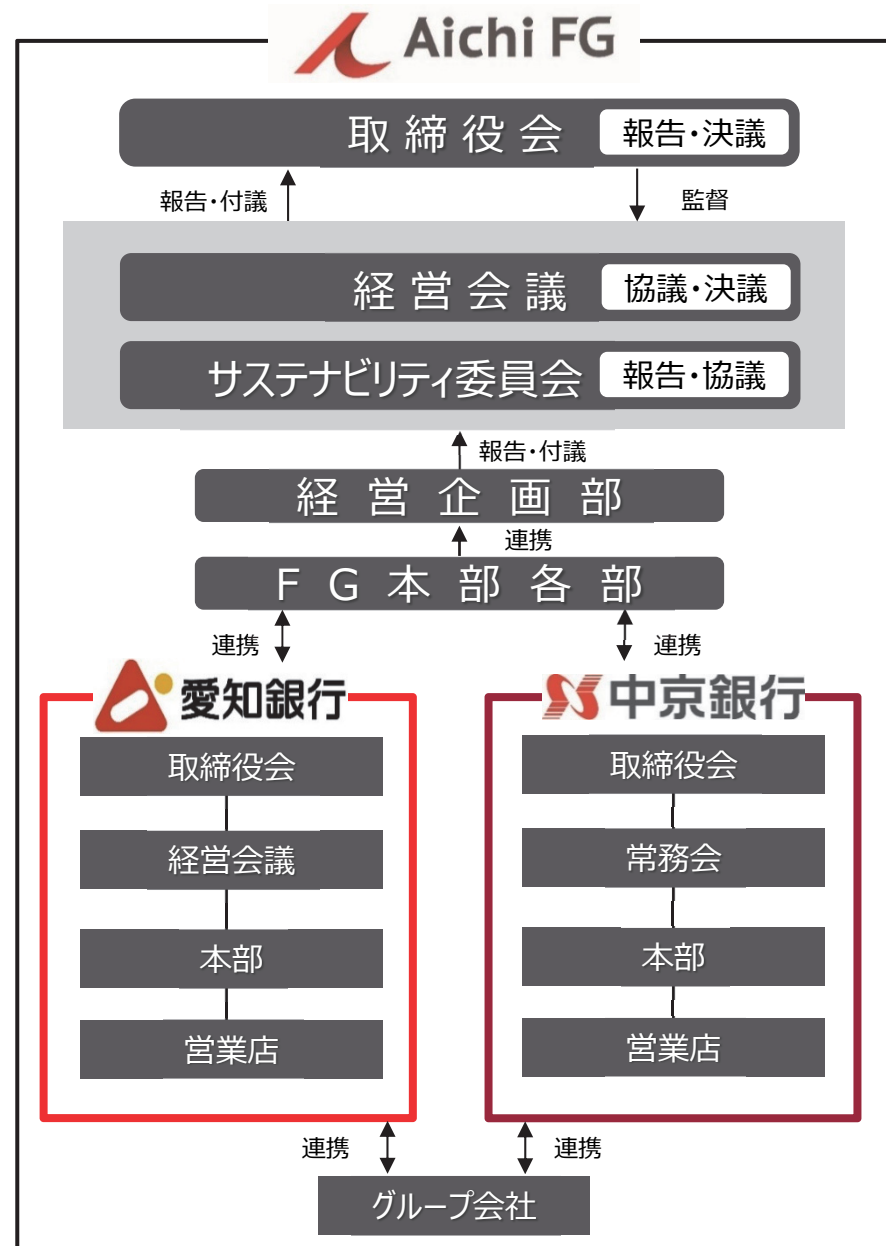 Aichi FG
取締役会 報告・決議
報告・付議 監督
経営会議 協議・決議
サステナビリティ委員会 報告・協議
報告・付議
経営企画部
連携
FG本部各部
連携 連携
愛知銀行 中京銀行
取締役会 取締役会
経営会議 常務会
本部 本部
営業店 営業店
連携 連携
グループ会社